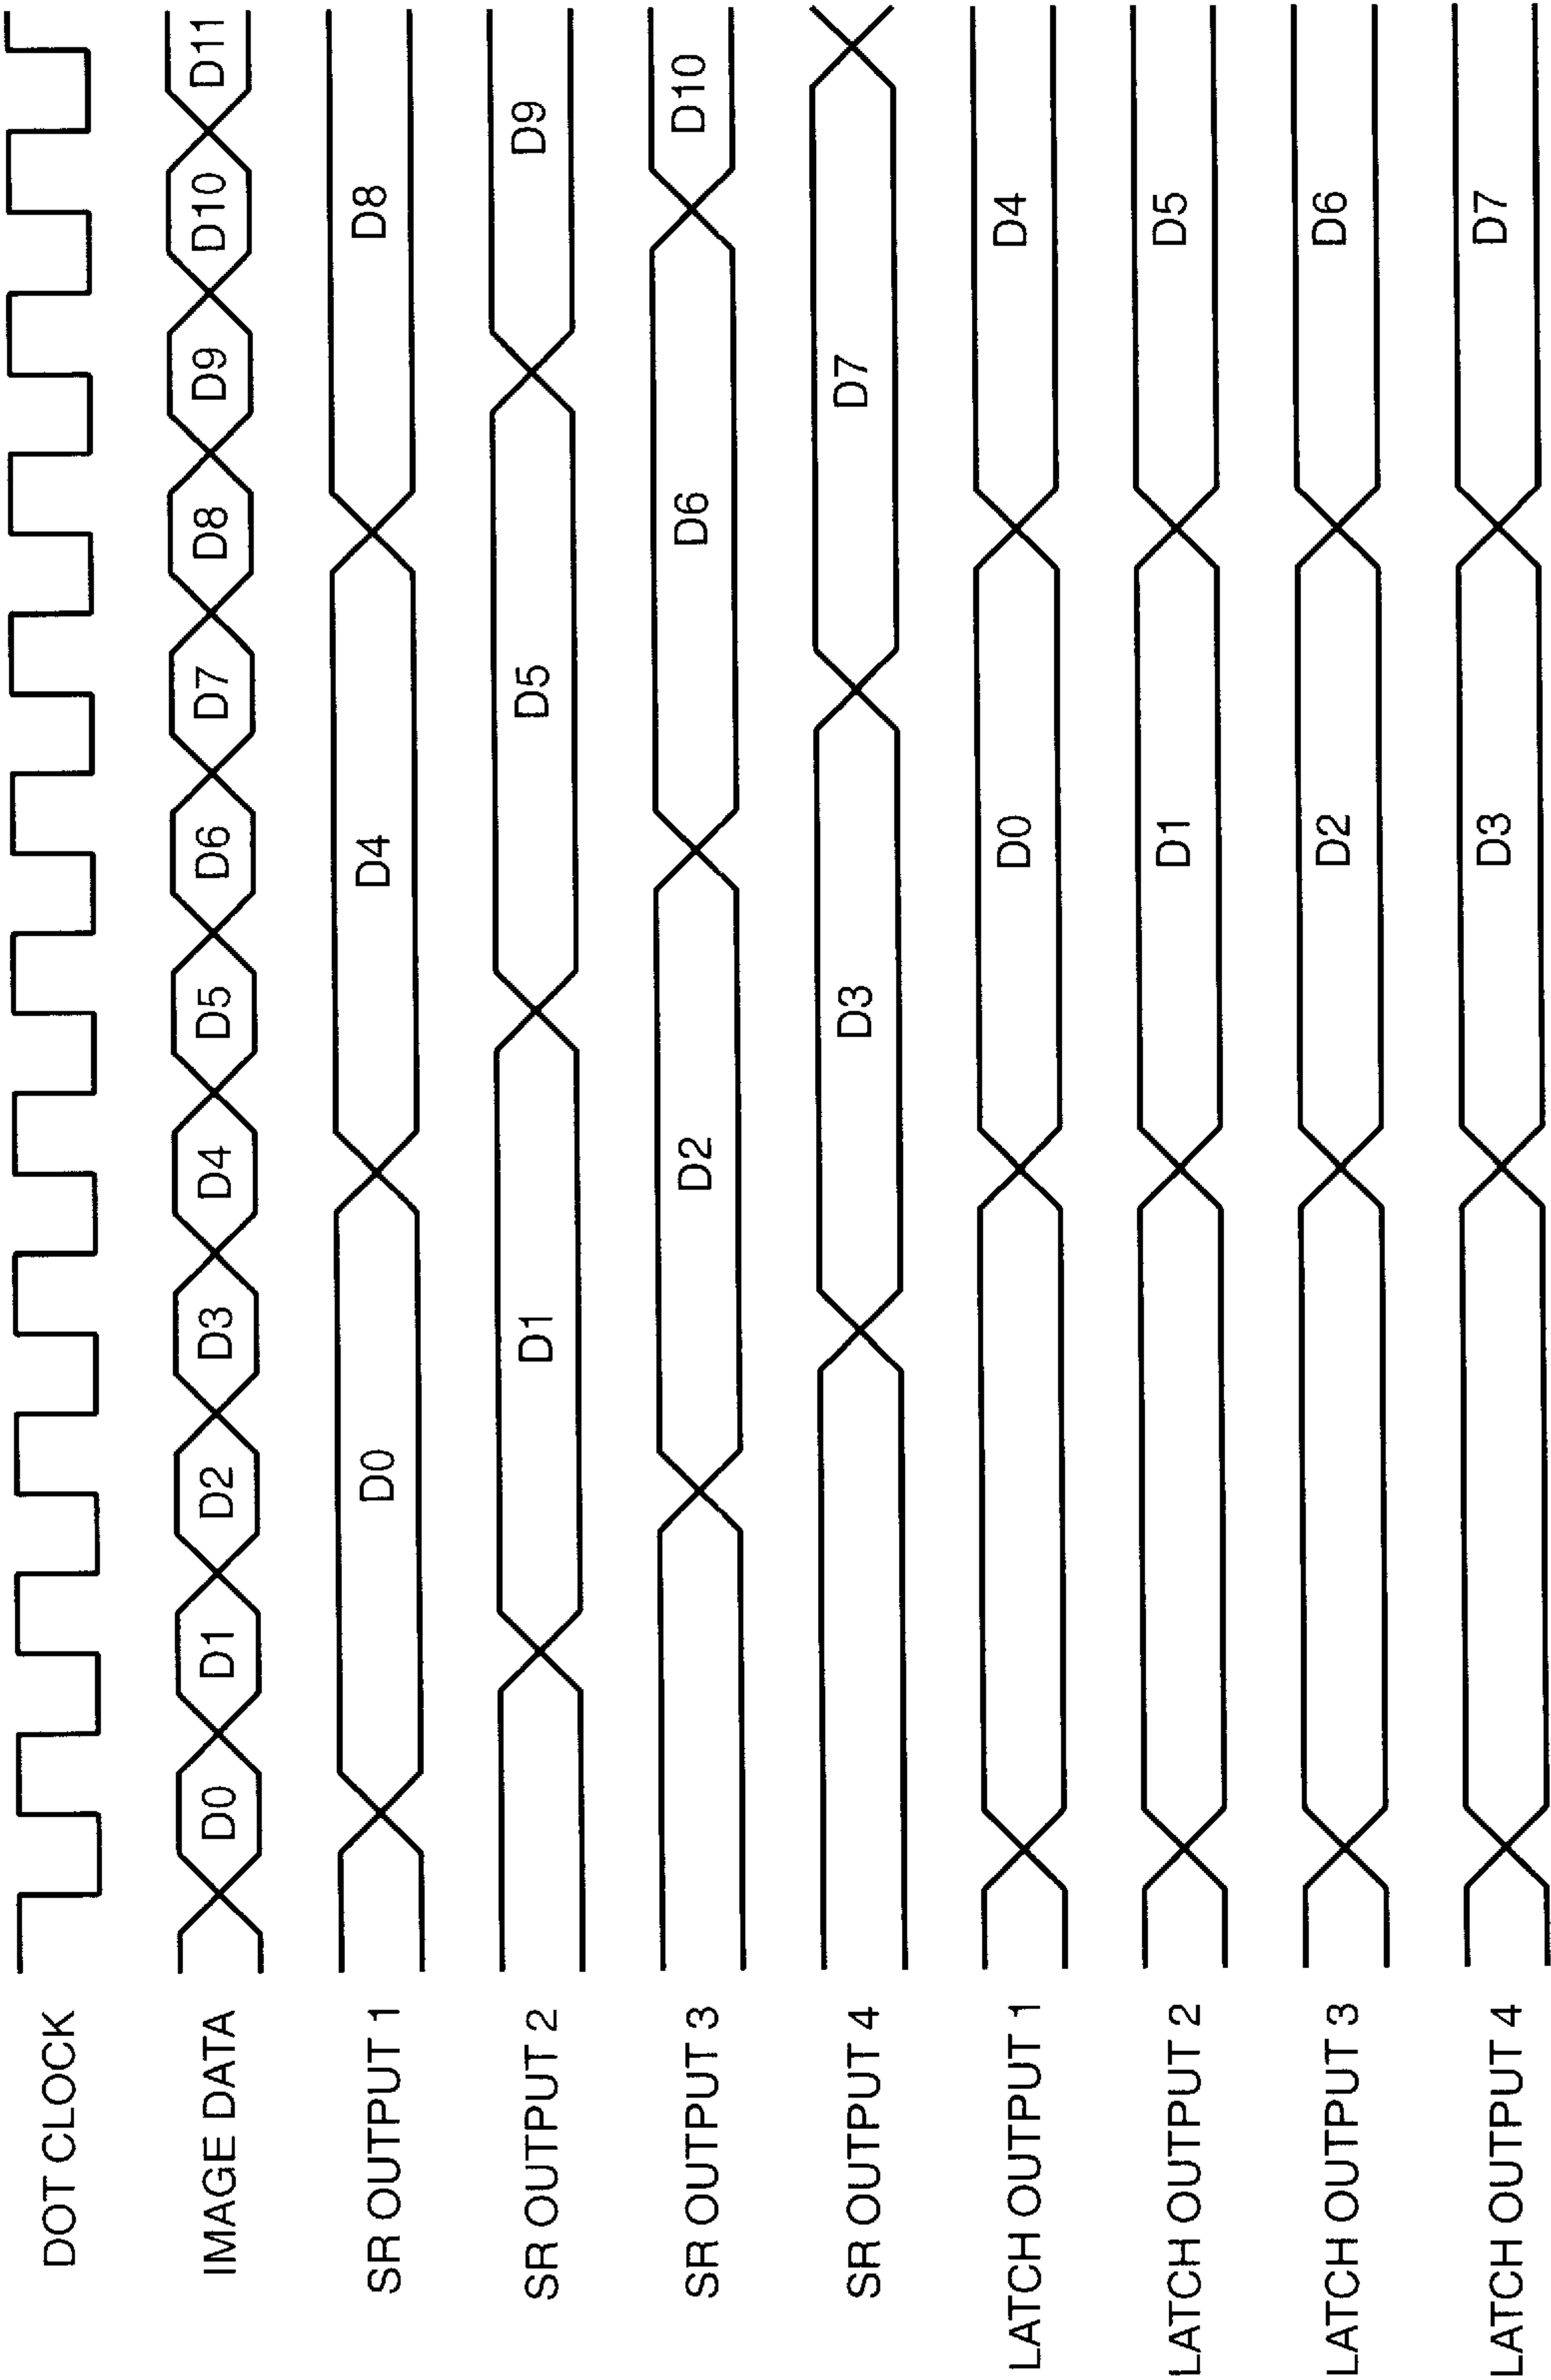 DOT CLOCK
IMAGE DATA D0 D1 D2 D3 D4 D5 D6 D7 D8 D9 D10 D11
SR OUTPUT 1 D0 D4 D8
SR OUTPUT 2 D1 D5 D9
SR OUTPUT 3 D2 D6 D10
SR OUTPUT 4 D3 D7
LATCH OUTPUT 1 D0 D4
LATCH OUTPUT 2 D1 D5
LATCH OUTPUT 3 D2 D6
LATCH OUTPUT 4 D3 D7